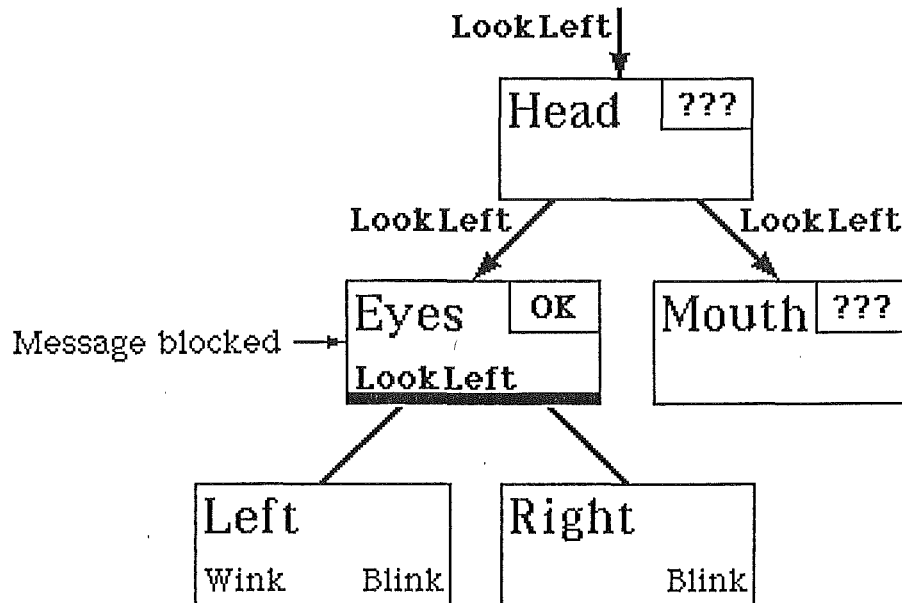 LookLeft
Head ???
LookLeft LookLeft
Eyes OK
Mouth ???
Message blocked
LookLeft
Left
Wink Blink
Right
Blink